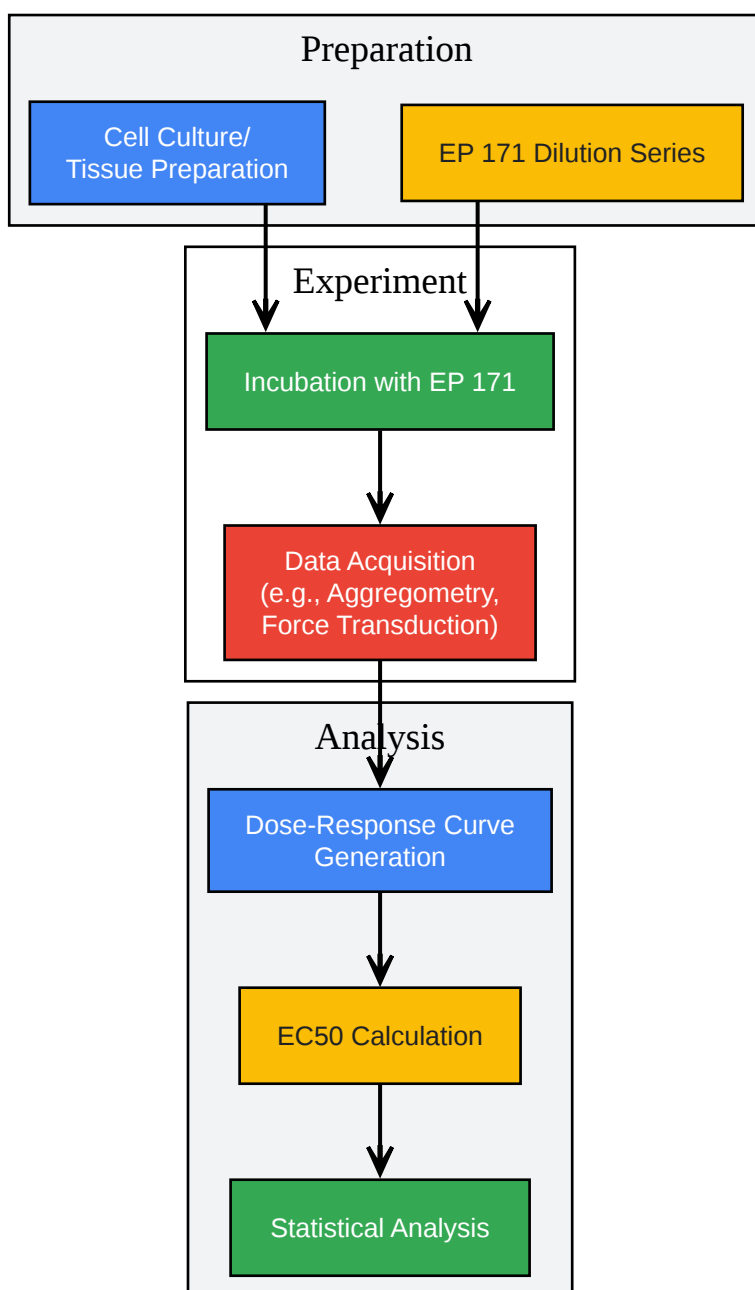 Preparation
Cell Culture/
Tissue Preparation
EP 171 Dilution Series
Experiment
Incubation with EP 171
Data Acquisition
(e.g., Aggregometry,
Force Transduction)
Analysis
Dose-Response Curve
Generation
EC50 Calculation
Statistical Analysis